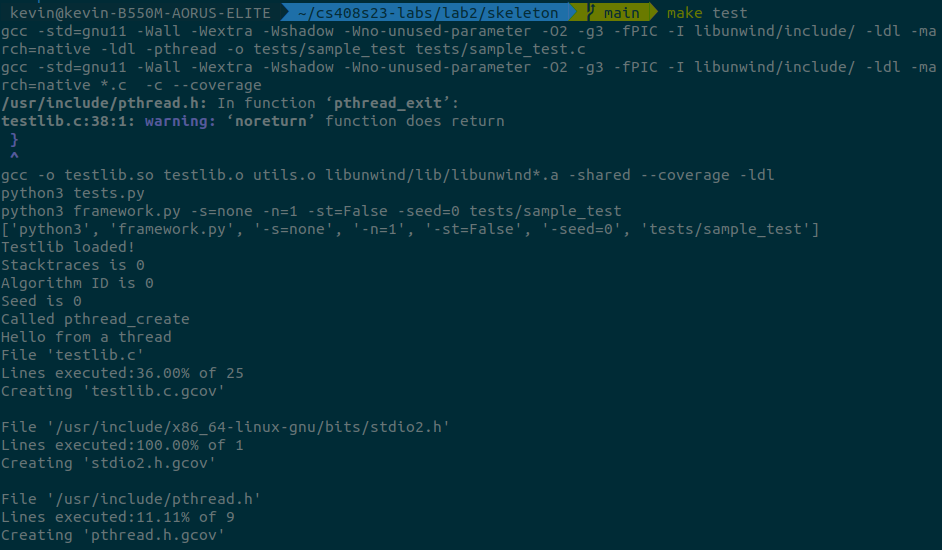 kevin@kevin-B550M-AORUS-ELITE ~/cs408s23-labs/lab2/skeleton main make test
gcc -std=gnu11 -Wall -Wextra -Wshadow -Wno-unused-parameter -O2 -g3 -fPIC -I libunwind/include/ -ldl -ma
rch=native -ldl -pthread -o tests/sample_test tests/sample_test.c
gcc -std=gnu11 -Wall -Wextra -Wshadow -Wno-unused-parameter -O2 -g3 -fPIC -I libunwind/include/ -ldl -ma
rch=native *.c  -c --coverage
/usr/include/pthread.h: In function ‘pthread_exit’:
testlib.c:38:1: warning: ‘noreturn’ function does return
 }
 ^
gcc -o testlib.so testlib.o utils.o libunwind/lib/libunwind*.a -shared --coverage -ldl
python3 tests.py
python3 framework.py -s=none -n=1 -st=False -seed=0 tests/sample_test
['python3', 'framework.py', '-s=none', '-n=1', '-st=False', '-seed=0', 'tests/sample_test']
Testlib loaded!
Stacktraces is 0
Algorithm ID is 0
Seed is 0
Called pthread_create
Hello from a thread
File 'testlib.c'
Lines executed:36.00% of 25
Creating 'testlib.c.gcov'

File '/usr/include/x86_64-linux-gnu/bits/stdio2.h'
Lines executed:100.00% of 1
Creating 'stdio2.h.gcov'

File '/usr/include/pthread.h'
Lines executed:11.11% of 9
Creating 'pthread.h.gcov'